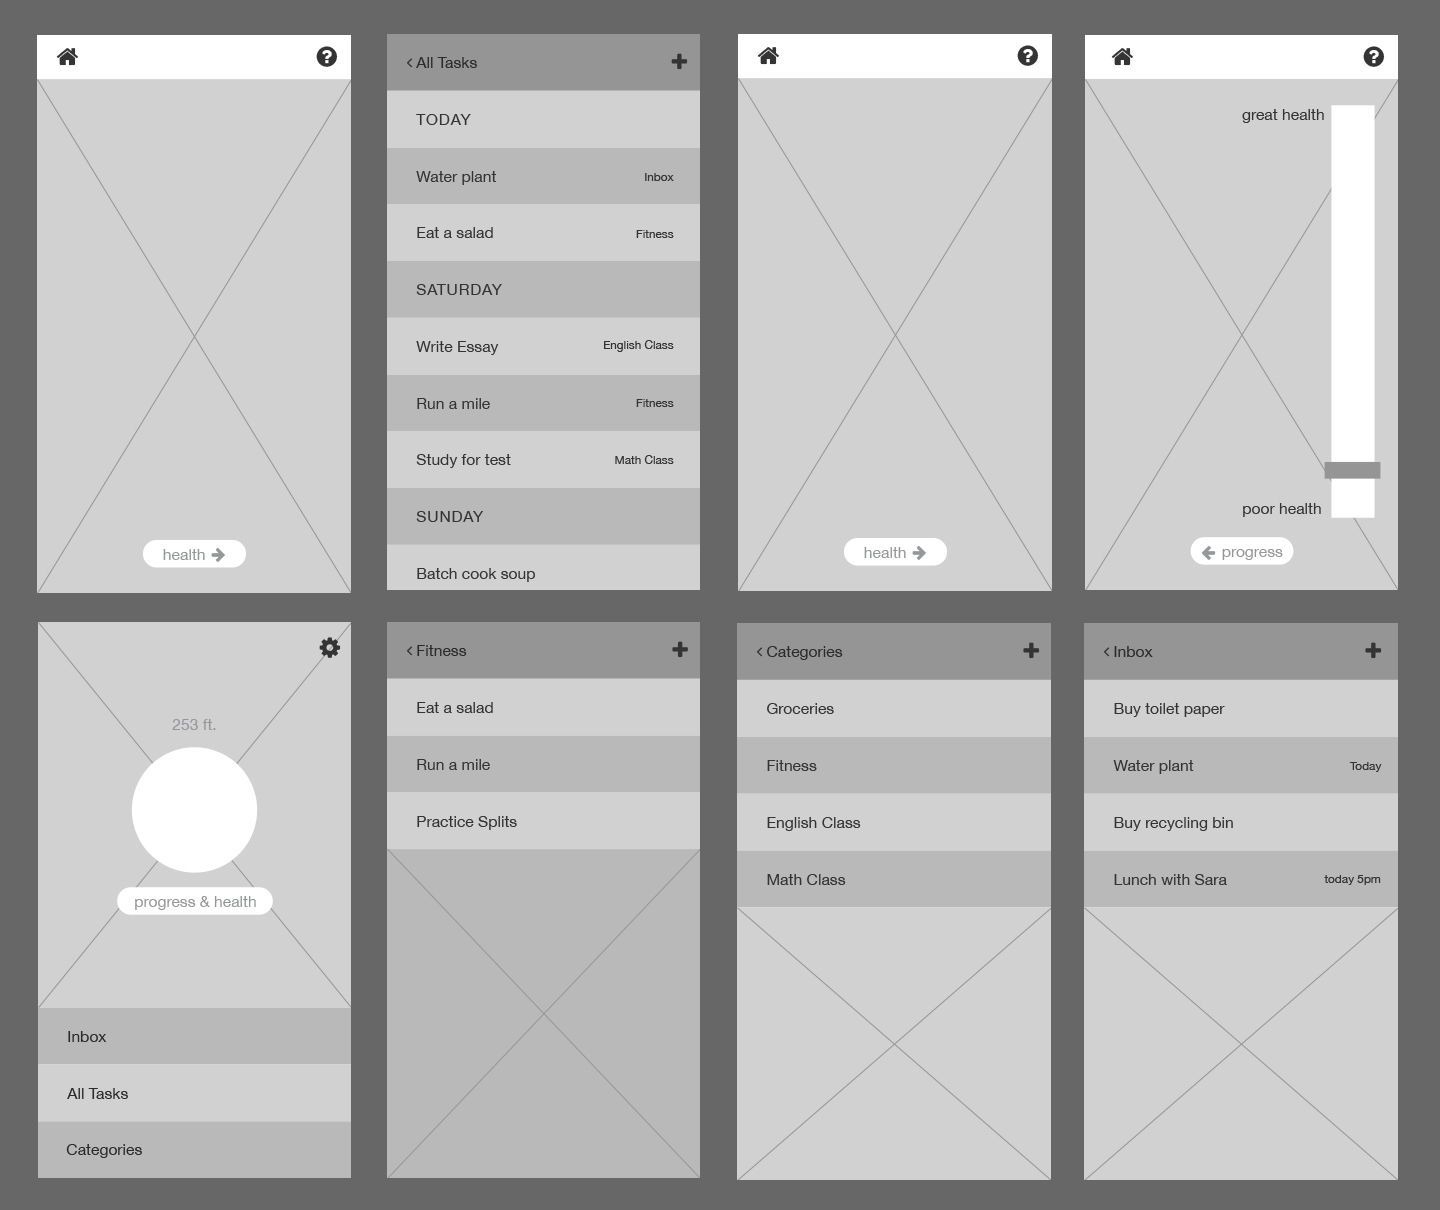 health
< All Tasks
TODAY
Water plant Inbox
Eat a salad Fitness
SATURDAY
Write Essay English Class
Run a mile Fitness
Study for test Math Class
SUNDAY
Batch cook soup
health
great health
poor health
progress
253 ft.
progress & health
Inbox
All Tasks
Categories
< Fitness
Eat a salad
Run a mile
Practice Splits
< Categories
Groceries
Fitness
English Class
Math Class
< Inbox
Buy toilet paper
Water plant Today
Buy recycling bin
Lunch with Sara today 5pm